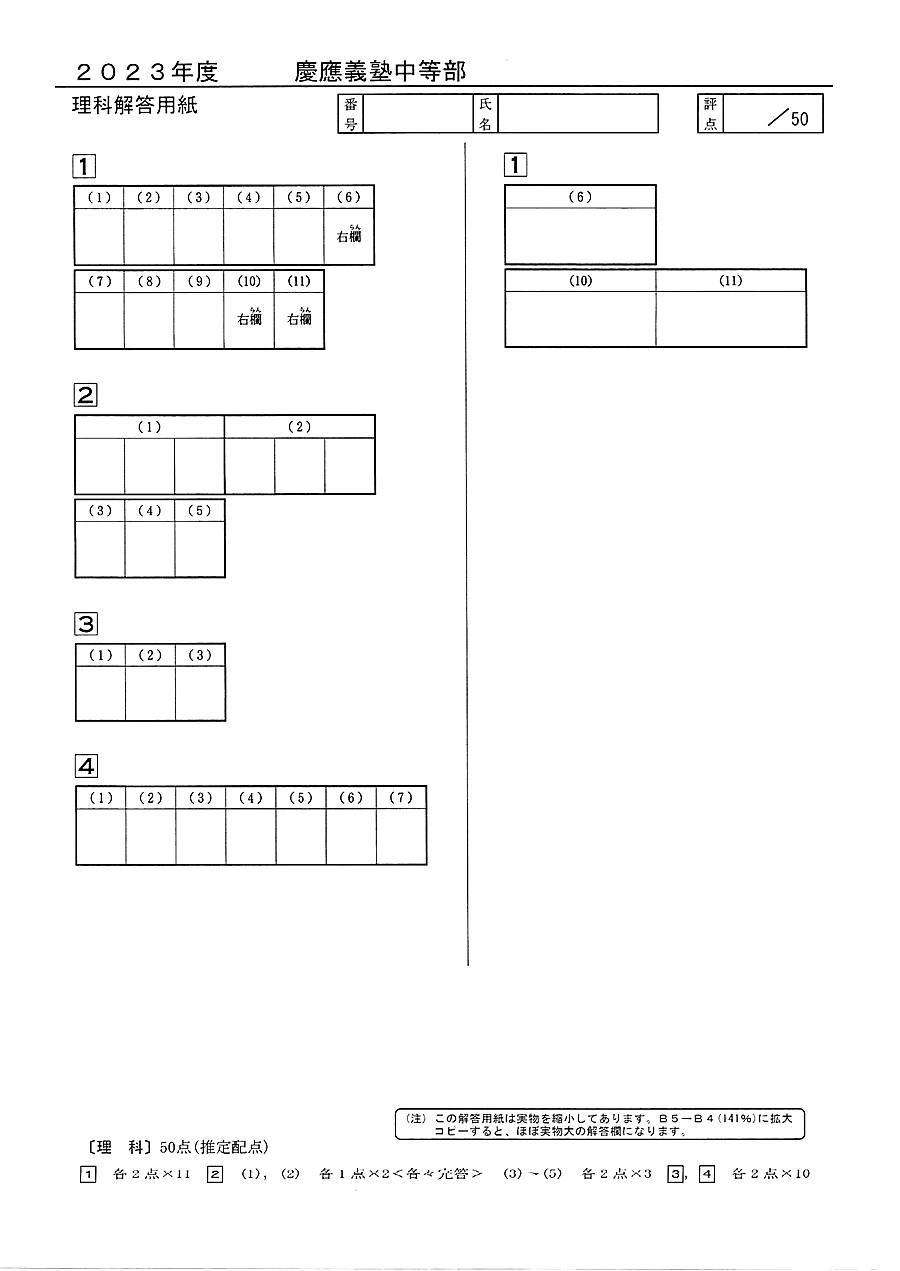 2023年度 慶應義塾中等部
理科解答用紙
番号
氏名
評点
／50
1
(1) (2) (3) (4) (5) (6)
右欄
らん
(7) (8) (9) (10) (11)
右欄 右欄
らん らん
2
(1) (2)
(3) (4) (5)
3
(1) (2) (3)
4
(1) (2) (3) (4) (5) (6) (7)
1
(6)
(10) (11)
(注) この解答用紙は実物を縮小してあります。B5→B4(141%)に拡大
コピーすると、ほぼ実物大の解答欄になります。
〔理 科〕50点(推定配点)
1 各2点×11 2 (1), (2) 各1点×2<各々完答> (3)～(5) 各2点×3 3, 4 各2点×10